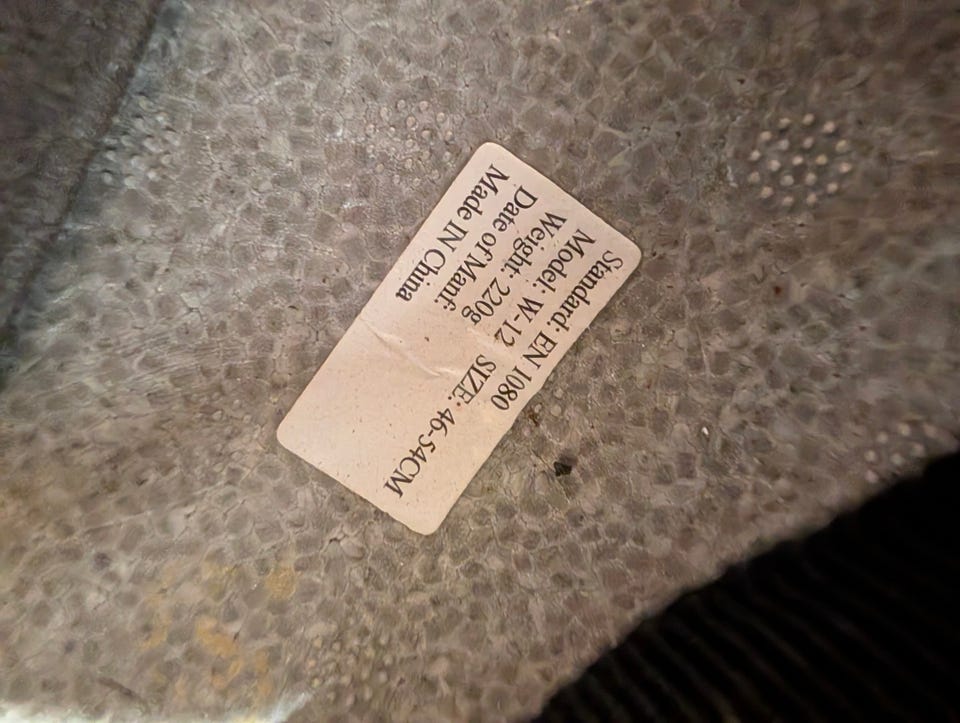 Standard: EN 1080
Model: W-12 SIZE: 46-54CM
Weight: 220g
Date of Manf:
Made IN China